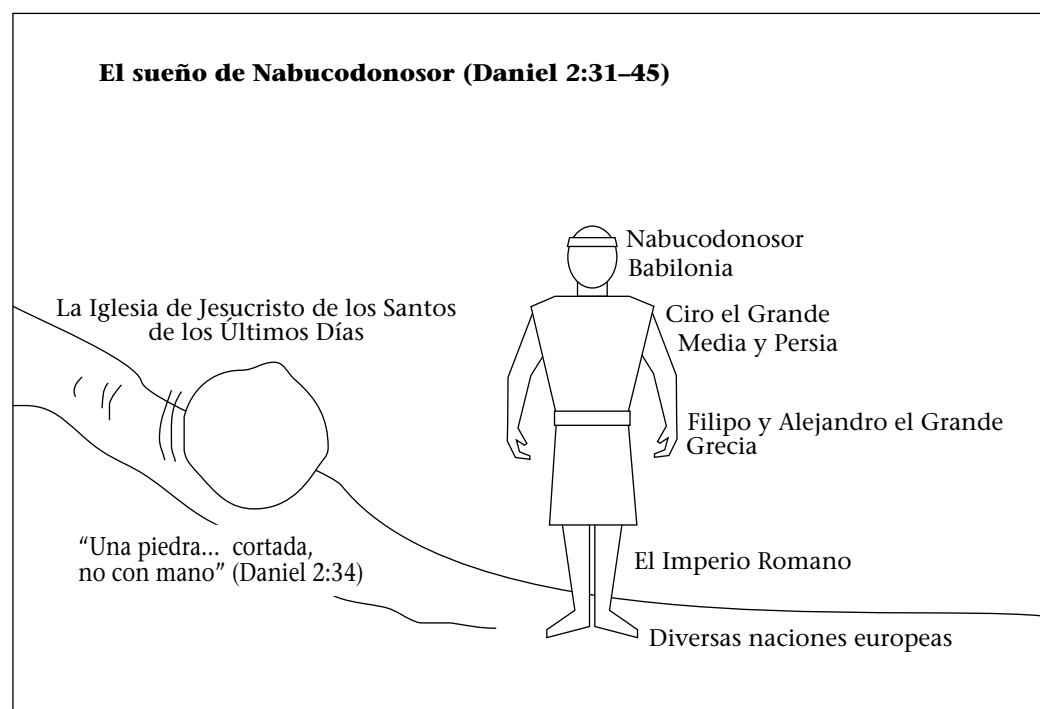 El sueño de Nabucodonosor (Daniel 2:31–45)
Nabucodonosor
Babilonia
La Iglesia de Jesucristo de los Santos
de los Últimos Días
Ciro el Grande
Media y Persia
Filipo y Alejandro el Grande
Grecia
“Una piedra... cortada,
no con mano” (Daniel 2:34)
El Imperio Romano
Diversas naciones europeas